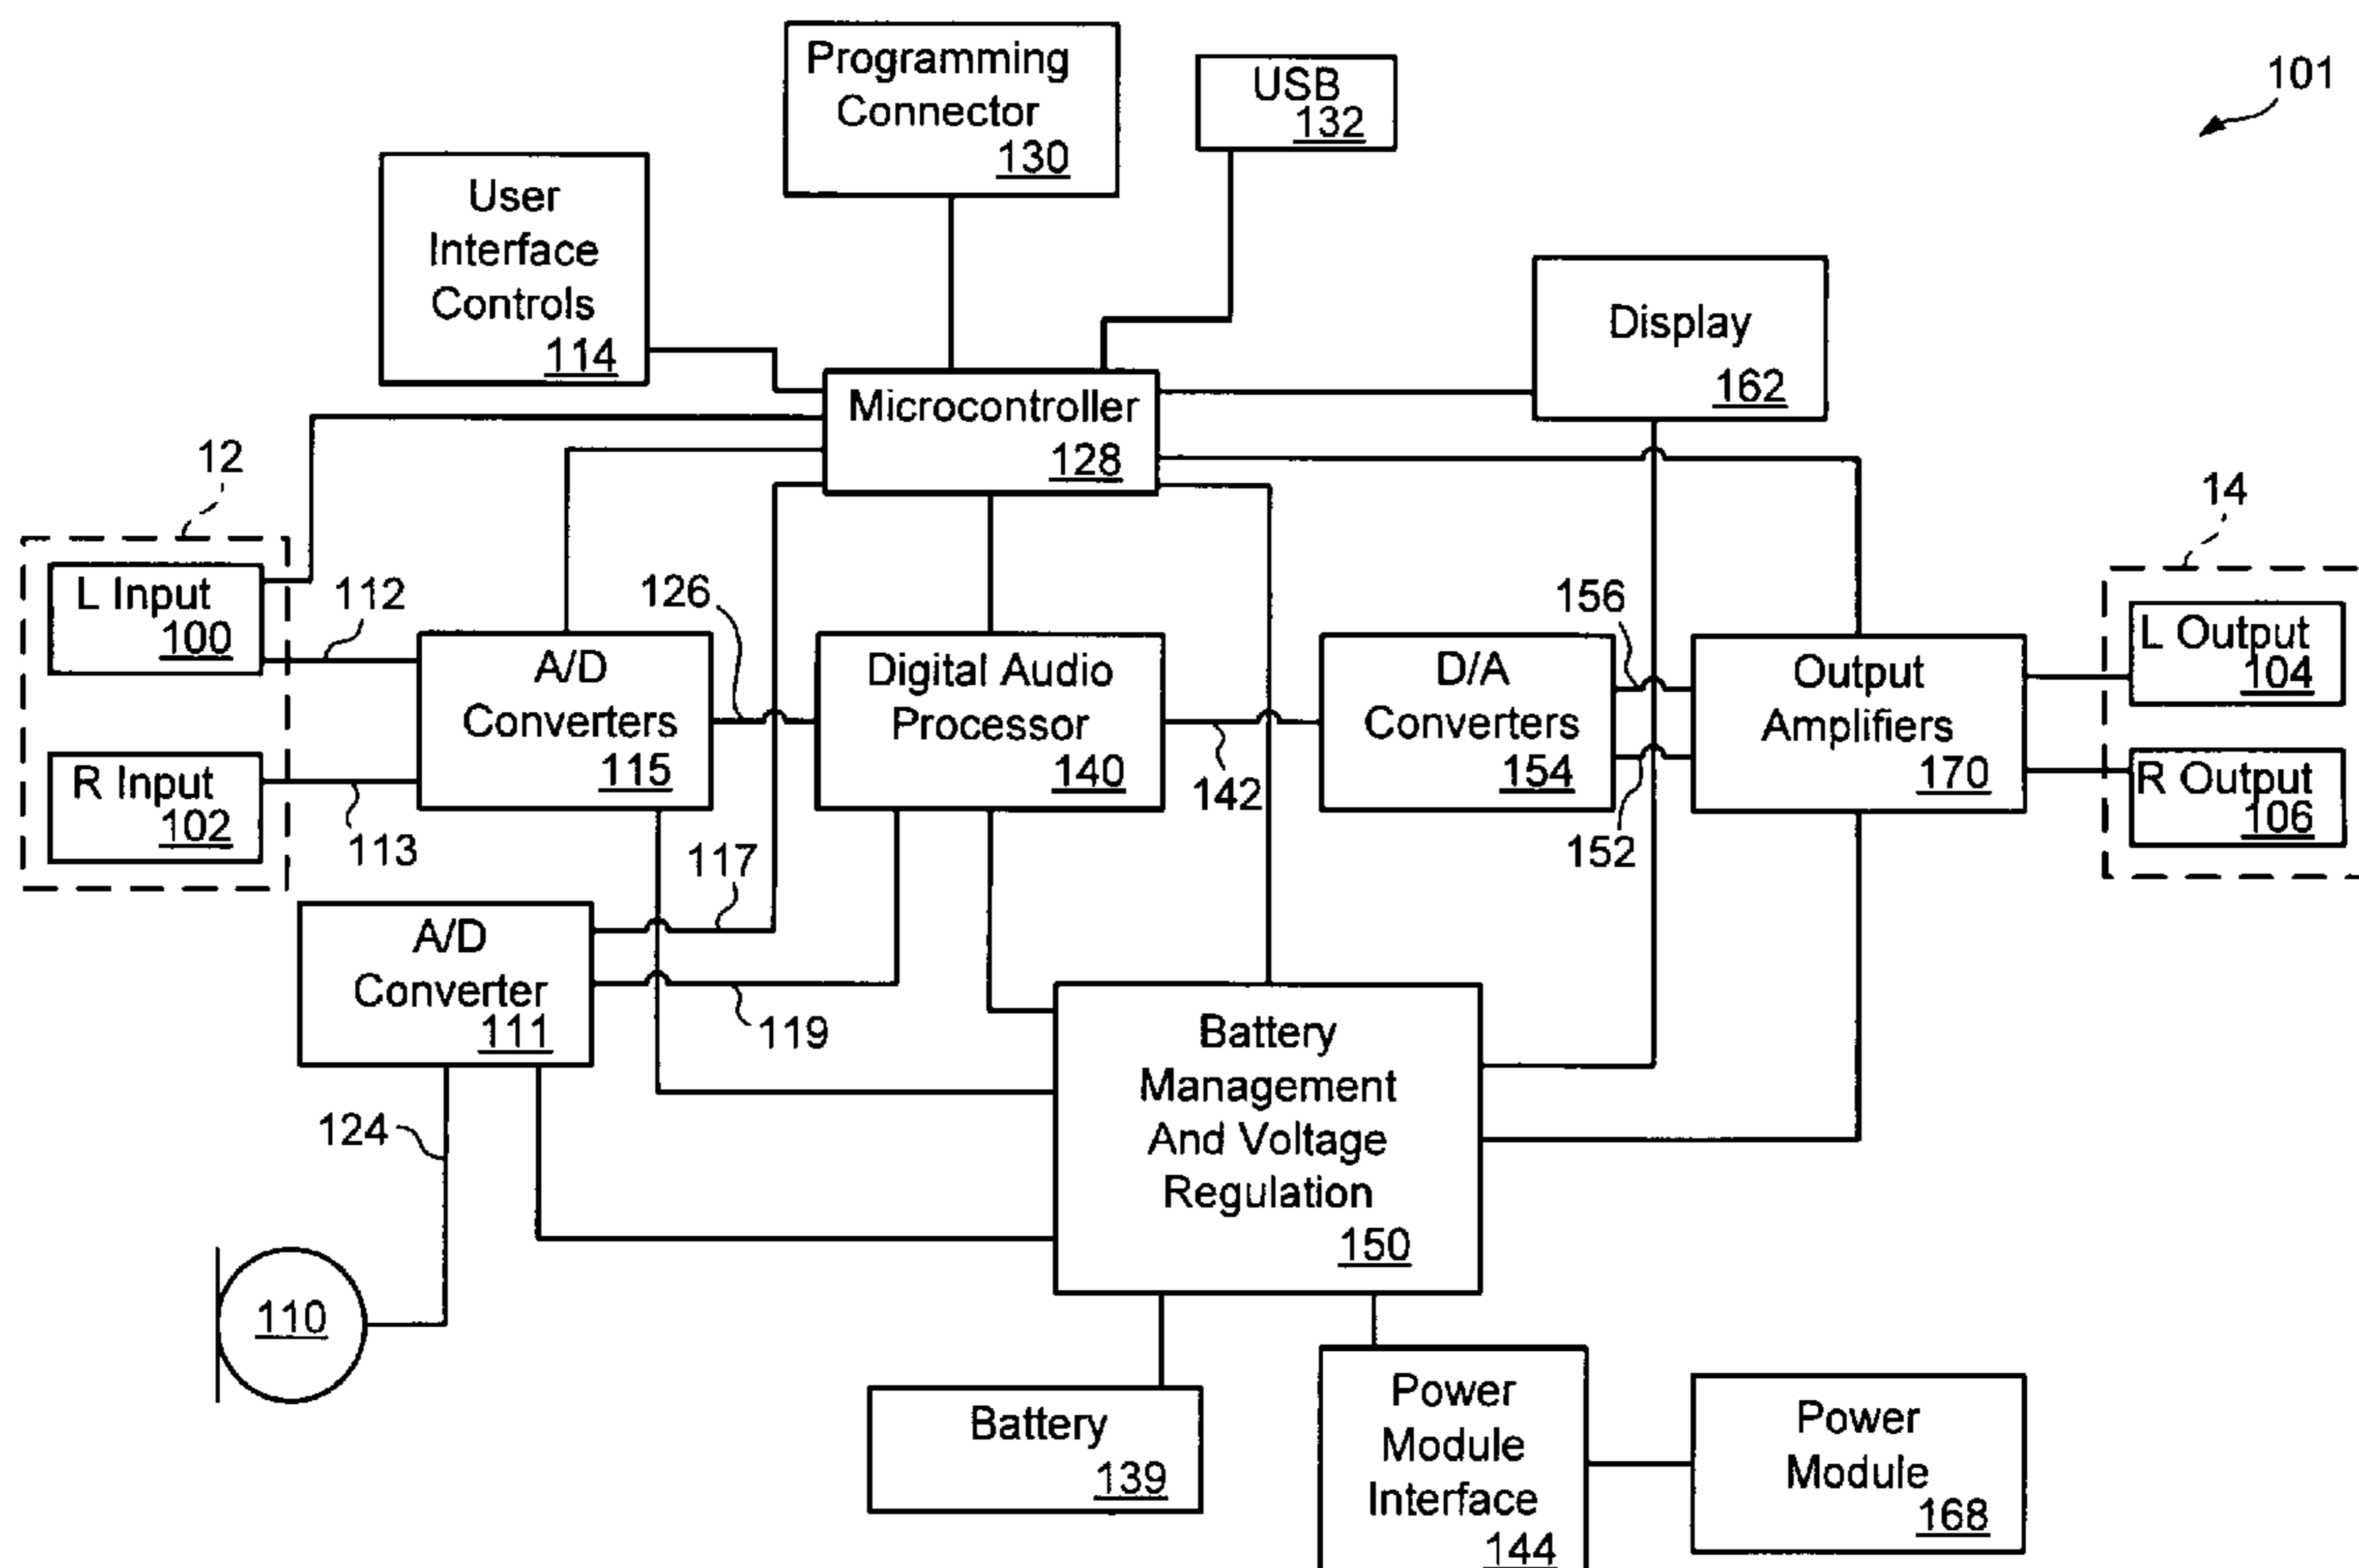 Programming
Connector
130
USB
132
101
User
Interface
Controls
114
Display
162
Microcontroller
128
12
14
L Input
100
112
126
156
L Output
104
A/D
Converters
115
Digital Audio
Processor
140
D/A
Converters
154
Output
Amplifiers
170
R Input
102
113
117
142
152
R Output
106
A/D
Converter
111
119
Battery
Management
And Voltage
Regulation
150
124
110
Battery
139
Power
Module
Interface
144
Power
Module
168